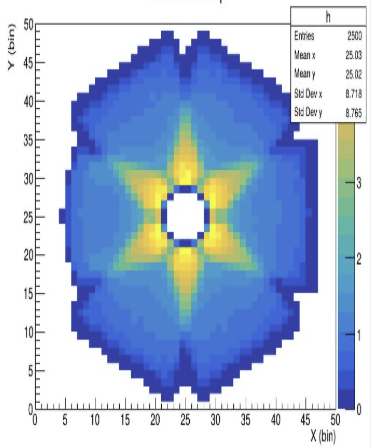 h
Entries 2500
Mean x 25.03
Mean y 25.02
Std Dev x 8.718
Std Dev y 8.765
Y (bin)
50
45
40
35
30
25
20
15
10
5
0
0 5 10 15 20 25 30 35 40 45 50
X (bin)
3
2
1
0